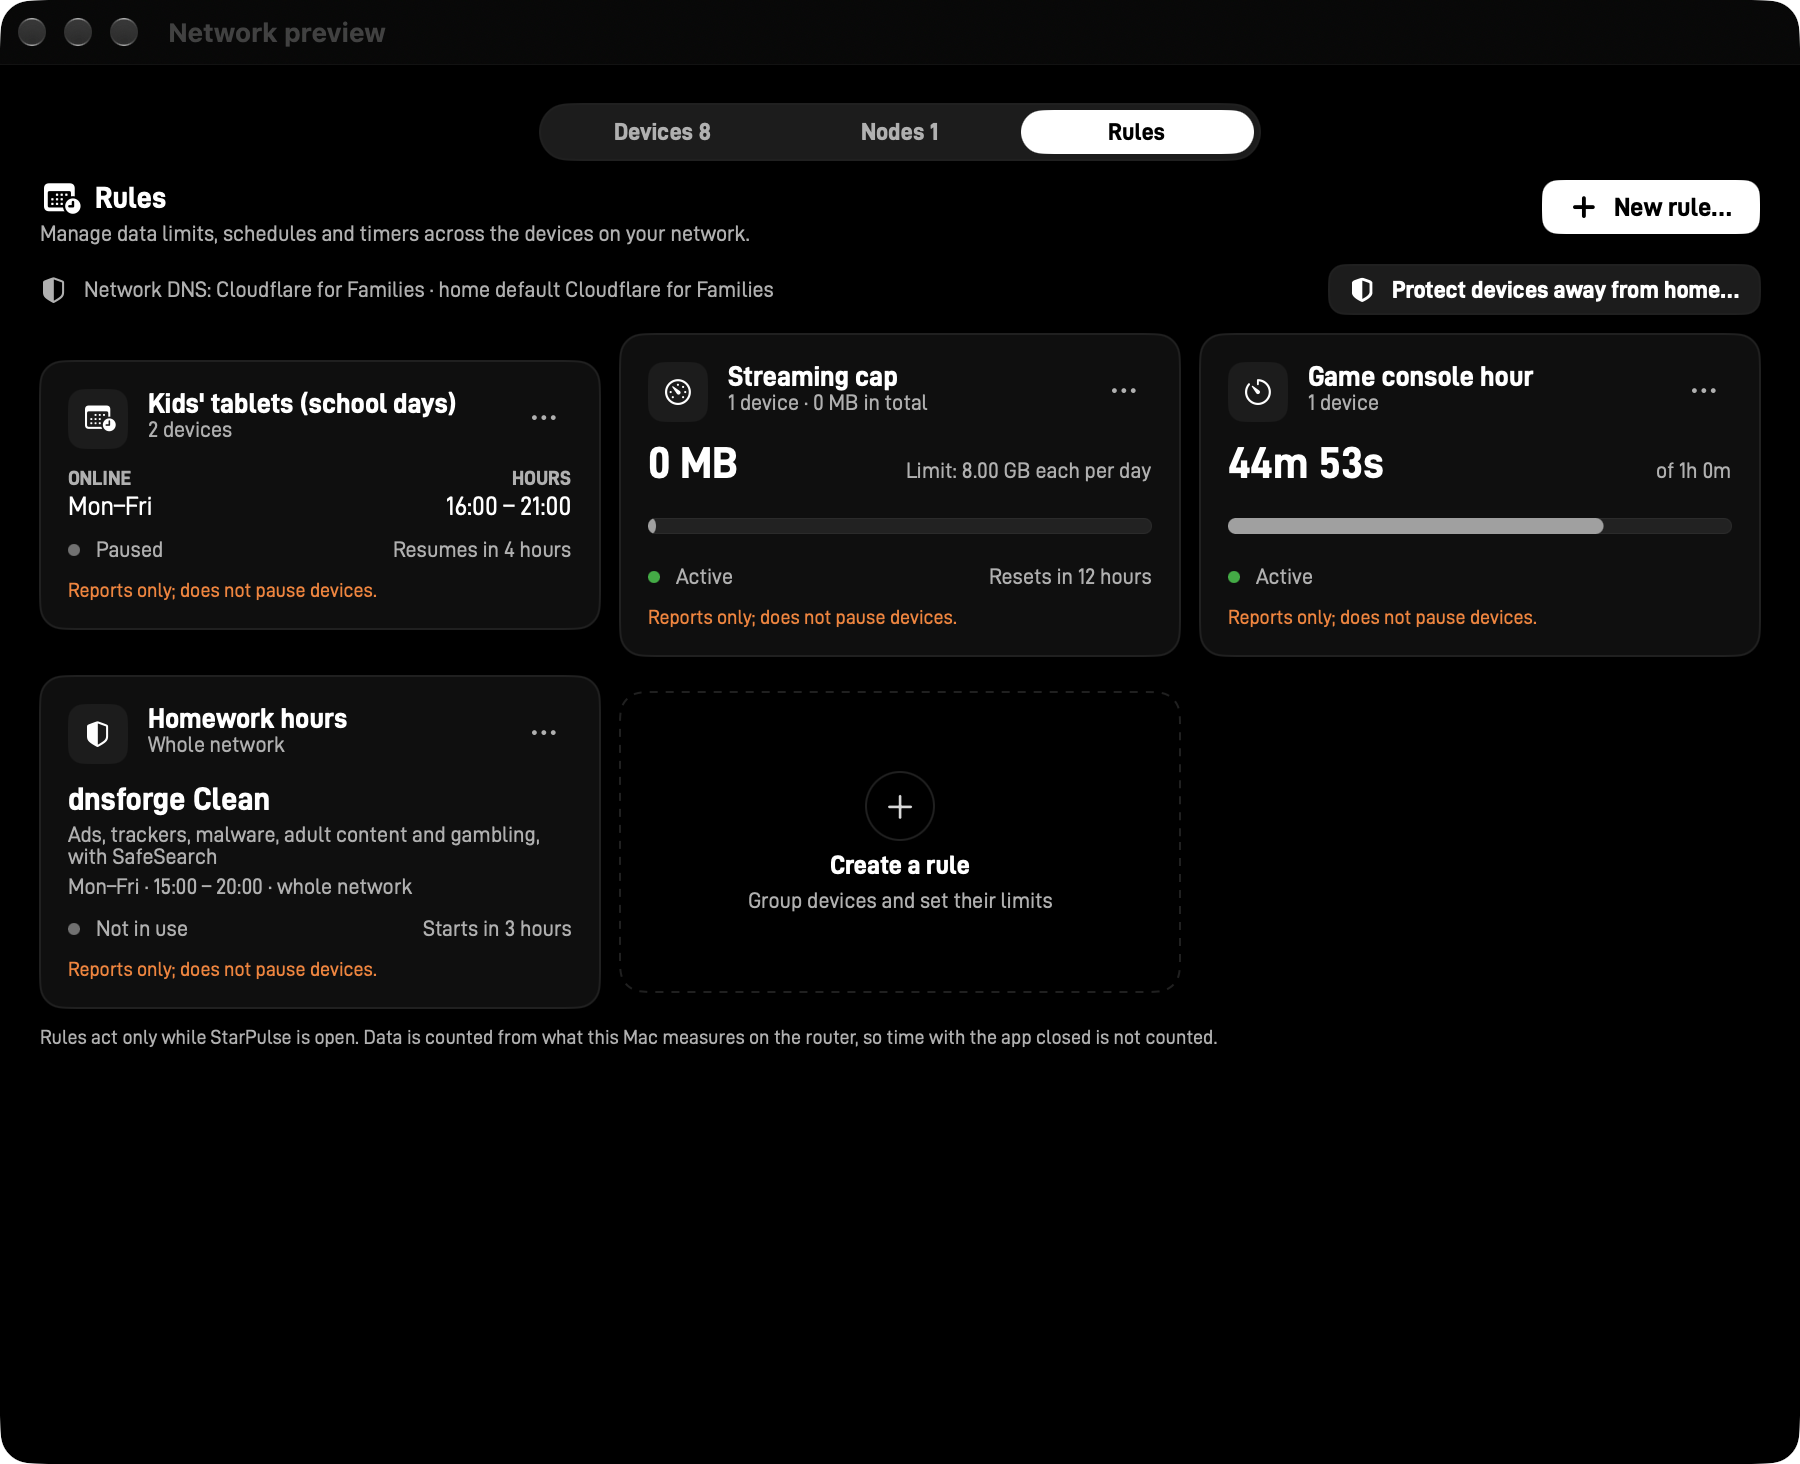 Network preview
Devices 8
Nodes 1
Rules
Rules
Manage data limits, schedules and timers across the devices on your network.
New rule...
Network DNS: Cloudflare for Families · home default Cloudflare for Families
Protect devices away from home...
Kids' tablets (school days)
2 devices
ONLINE
HOURS
Mon–Fri
16:00 – 21:00
Paused
Resumes in 4 hours
Reports only; does not pause devices.
Streaming cap
1 device · 0 MB in total
0 MB
Limit: 8.00 GB each per day
Active
Resets in 12 hours
Reports only; does not pause devices.
Game console hour
1 device
44m 53s
of 1h 0m
Active
Reports only; does not pause devices.
Homework hours
Whole network
dnsforge Clean
Ads, trackers, malware, adult content and gambling,
with SafeSearch
Mon–Fri · 15:00 – 20:00 · whole network
Not in use
Starts in 3 hours
Reports only; does not pause devices.
Create a rule
Group devices and set their limits
Rules act only while StarPulse is open. Data is counted from what this Mac measures on the router, so time with the app closed is not counted.